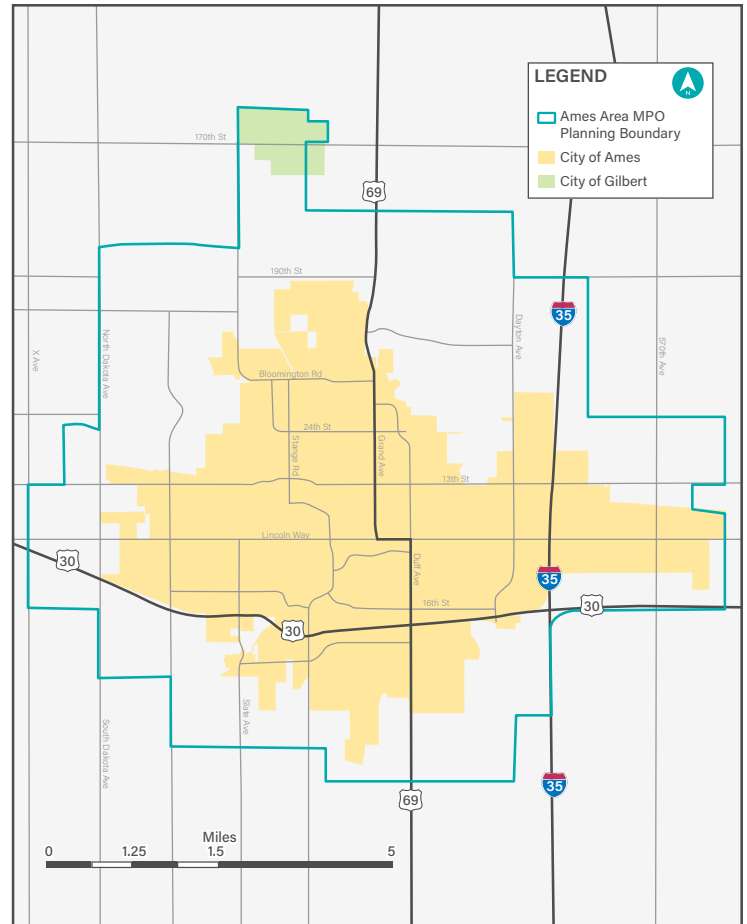 LEGEND
N
Ames Area MPO
Planning Boundary
City of Ames
City of Gilbert
170th St
69
190th St
35
North Dakota Ave
Dayton Ave
570th Ave
X Ave
Bloomington Rd
24th St
Stange Rd
Grand Ave
13th St
Lincoln Way
30
Duff Ave
35
16th St
30
30
Slate Ave
South Dakota Ave
35
69
Miles
0 1.25 1.5 5